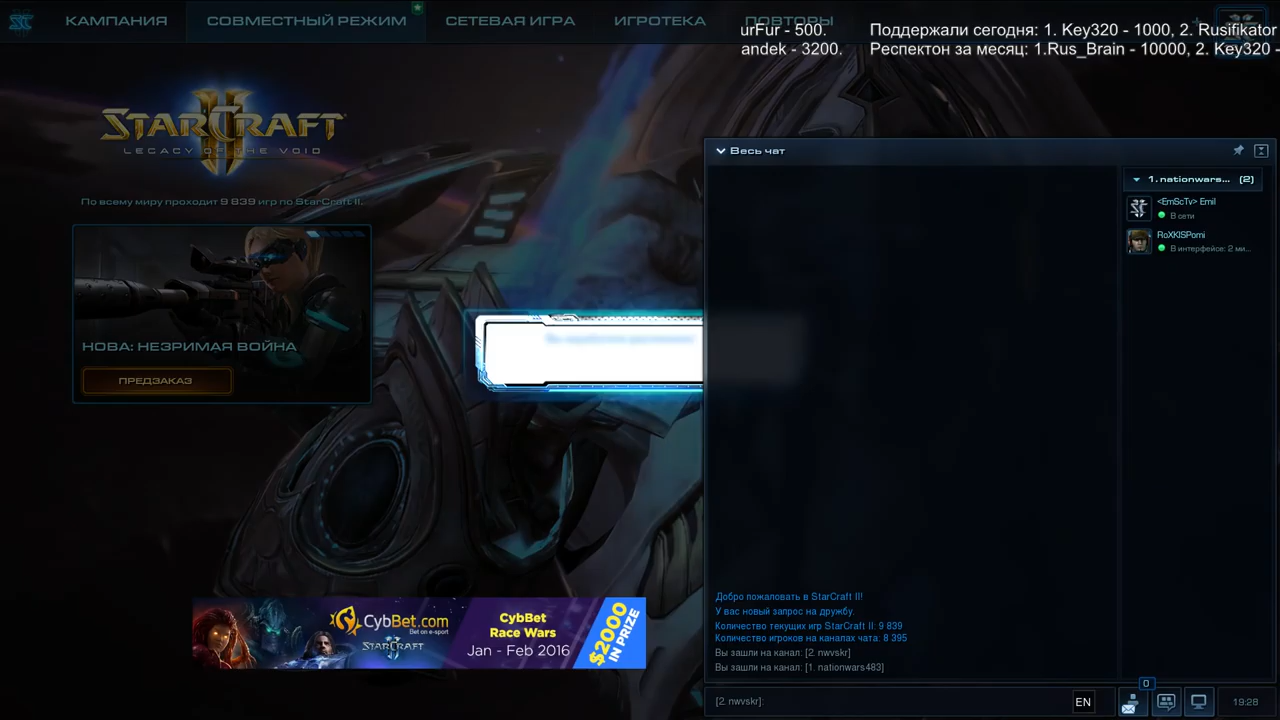 КАМПАНИЯ
СОВМЕСТНЫЙ РЕЖИМ
СЕТЕВАЯ ИГРА
ИГРОТЕКА
ПОВТОРЫ
urFur - 500.
Поддержали сегодня: 1. Key320 - 1000, 2. Rusifikator
andek - 3200.
Респектон за месяц: 1.Rus_Brain - 10000, 2. Key320 -
STARCRAFT
II
LEGACY OF THE VOID
По всему миру проходит 9 839 игр по StarCraft II.
НОВА: НЕЗРИМАЯ ВОЙНА
ПРЕДЗАКАЗ
Весь чат
1. nationwars... (2)
<EmScTv> Emil
В сети
RoXKISPomi
В интерфейсе: 2 ми...
CybBet.com
Bet on e-sport
STARCRAFT
CybBet
Race Wars
Jan - Feb 2016
$2000
IN PRIZE
Добро пожаловать в StarCraft II!
У вас новый запрос на дружбу.
Количество текущих игр StarCraft II: 9 839
Количество игроков на каналах чата: 8 395
Вы зашли на канал: [2. nwvskr]
Вы зашли на канал: [1. nationwars483]
[2. nwvskr]:
EN
0
19:28